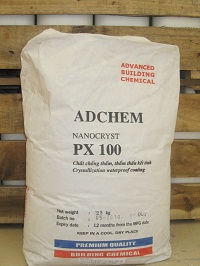 ADVANCED
BUILDING
CHEMICAL
ADCHEM
NANOCRYST
PX 100
Chất chống thấm, thẩm thấu kết tinh
Crystallization waterproof coating
Net weight :
kg
Batch no :
Expiry date : 12 months from the MFG date
KEEP IN A COOL, DRY PLACE
PREMIUM QUALITY
BUILDING CHEMICAL